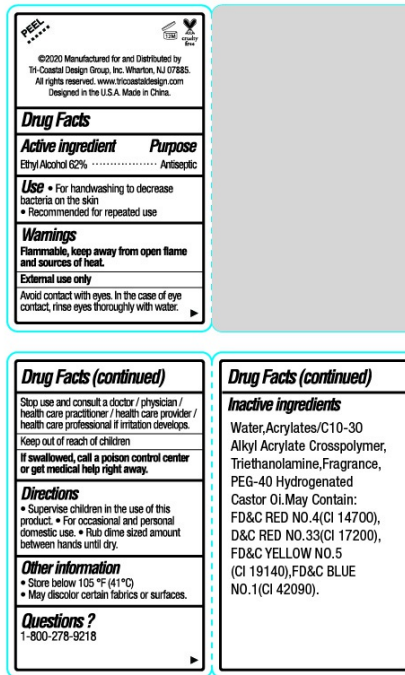 PEEL
12M
cruelty
free
©2020 Manufactured for and Distributed by
Tri-Coastal Design Group, Inc. Wharton, NJ 07885.
All rights reserved. www.tricoastaldesign.com
Designed in the U.S.A. Made in China.
Drug Facts
Active ingredient Purpose
Ethyl Alcohol 62% ·················· Antiseptic
Use • For handwashing to decrease
bacteria on the skin
• Recommended for repeated use
Warnings
Flammable, keep away from open flame
and sources of heat.
External use only
Avoid contact with eyes. In the case of eye
contact, rinse eyes thoroughly with water.
Drug Facts (continued)
Stop use and consult a doctor / physician /
health care practitioner / health care provider /
health care professional if irritation develops.
Keep out of reach of children
If swallowed, call a poison control center
or get medical help right away.
Directions
• Supervise children in the use of this
product. • For occasional and personal
domestic use. • Rub dime sized amount
between hands until dry.
Other information
• Store below 105 °F (41°C)
• May discolor certain fabrics or surfaces.
Questions ?
1-800-278-9218
Drug Facts (continued)
Inactive ingredients
Water,Acrylates/C10-30
Alkyl Acrylate Crosspolymer,
Triethanolamine,Fragrance,
PEG-40 Hydrogenated
Castor Oi.May Contain:
FD&C RED NO.4(CI 14700),
D&C RED NO.33(CI 17200),
FD&C YELLOW NO.5
(CI 19140),FD&C BLUE
NO.1(CI 42090).